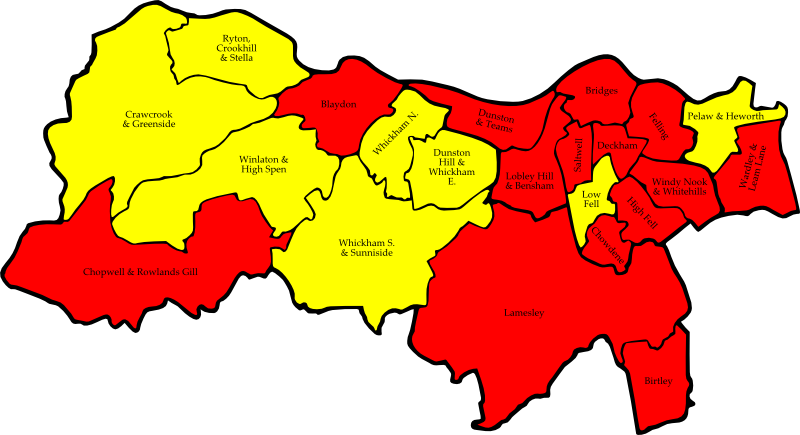 Ryton,
Crookhill
& Stella
Crawcrook
& Greenside
Blaydon
Whickham N.
Dunston
& Teams
Bridges
Felling
Pelaw & Heworth
Winlaton &
High Spen
Dunston
Hill &
Whickham
E.
Lobley Hill
& Bensham
Saltwell
Deckham
Wardley &
Leam Lane
Windy Nook
& Whitehills
Low
Fell
High Fell
Chowdene
Whickham S.
& Sunniside
Chopwell & Rowlands Gill
Lamesley
Birtley